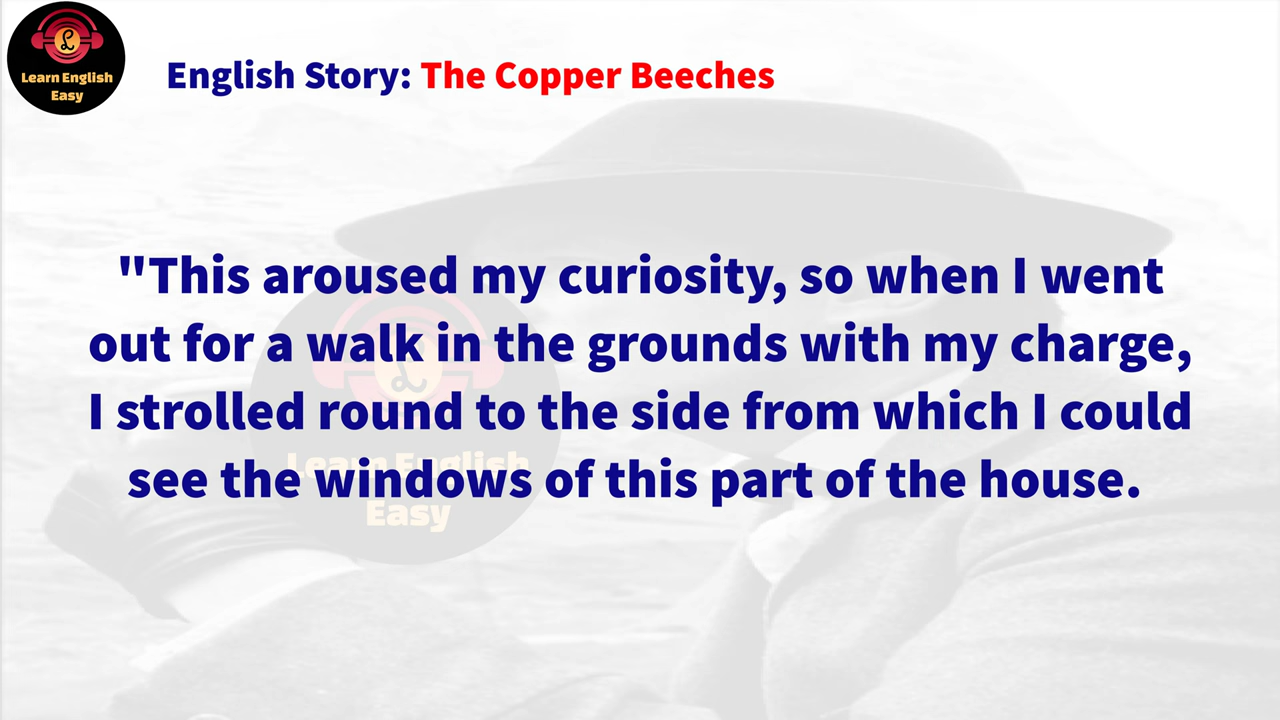 Learn English
Easy
English Story: The Copper Beeches
"This aroused my curiosity, so when I went
out for a walk in the grounds with my charge,
I strolled round to the side from which I could
see the windows of this part of the house.
Learn English
Easy